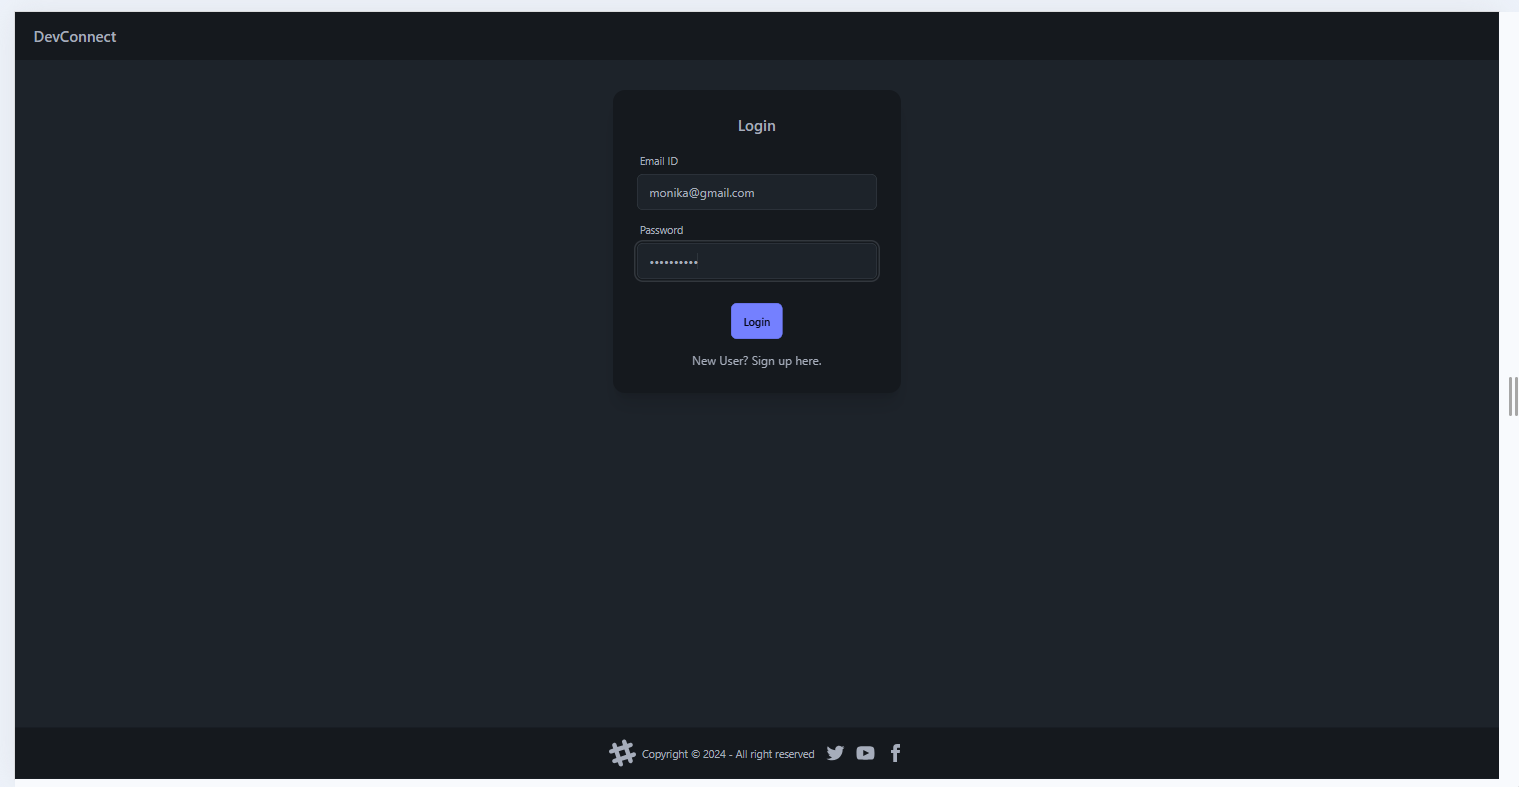 DevConnect
Login
Email ID
monika@gmail.com
Password
••••••••••
Login
New User? Sign up here.
Copyright © 2024 - All right reserved